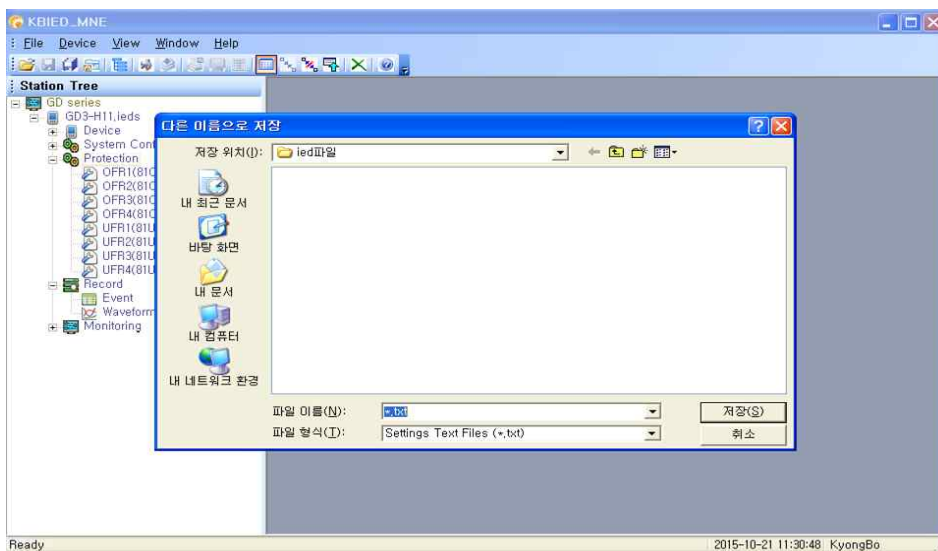 KBIED_MNE
File Device View Window Help
Station Tree
GD series
GD3-H11,ieds
Device
System Cont
Protection
OFR1(81O
OFR2(81O
OFR3(81O
OFR4(81O
UFR1(81U
UFR2(81U
UFR3(81U
UFR4(81U
Record
Event
Waveform
Monitoring
다른 이름으로 저장
저장 위치(I):
ied파일
내 최근 문서
바탕 화면
내 문서
내 컴퓨터
내 네트워크 환경
파일 이름(N): *.txt 저장(S)
파일 형식(T): Settings Text Files (*.txt) 취소
Ready 2015-10-21 11:30:48 KyongBo